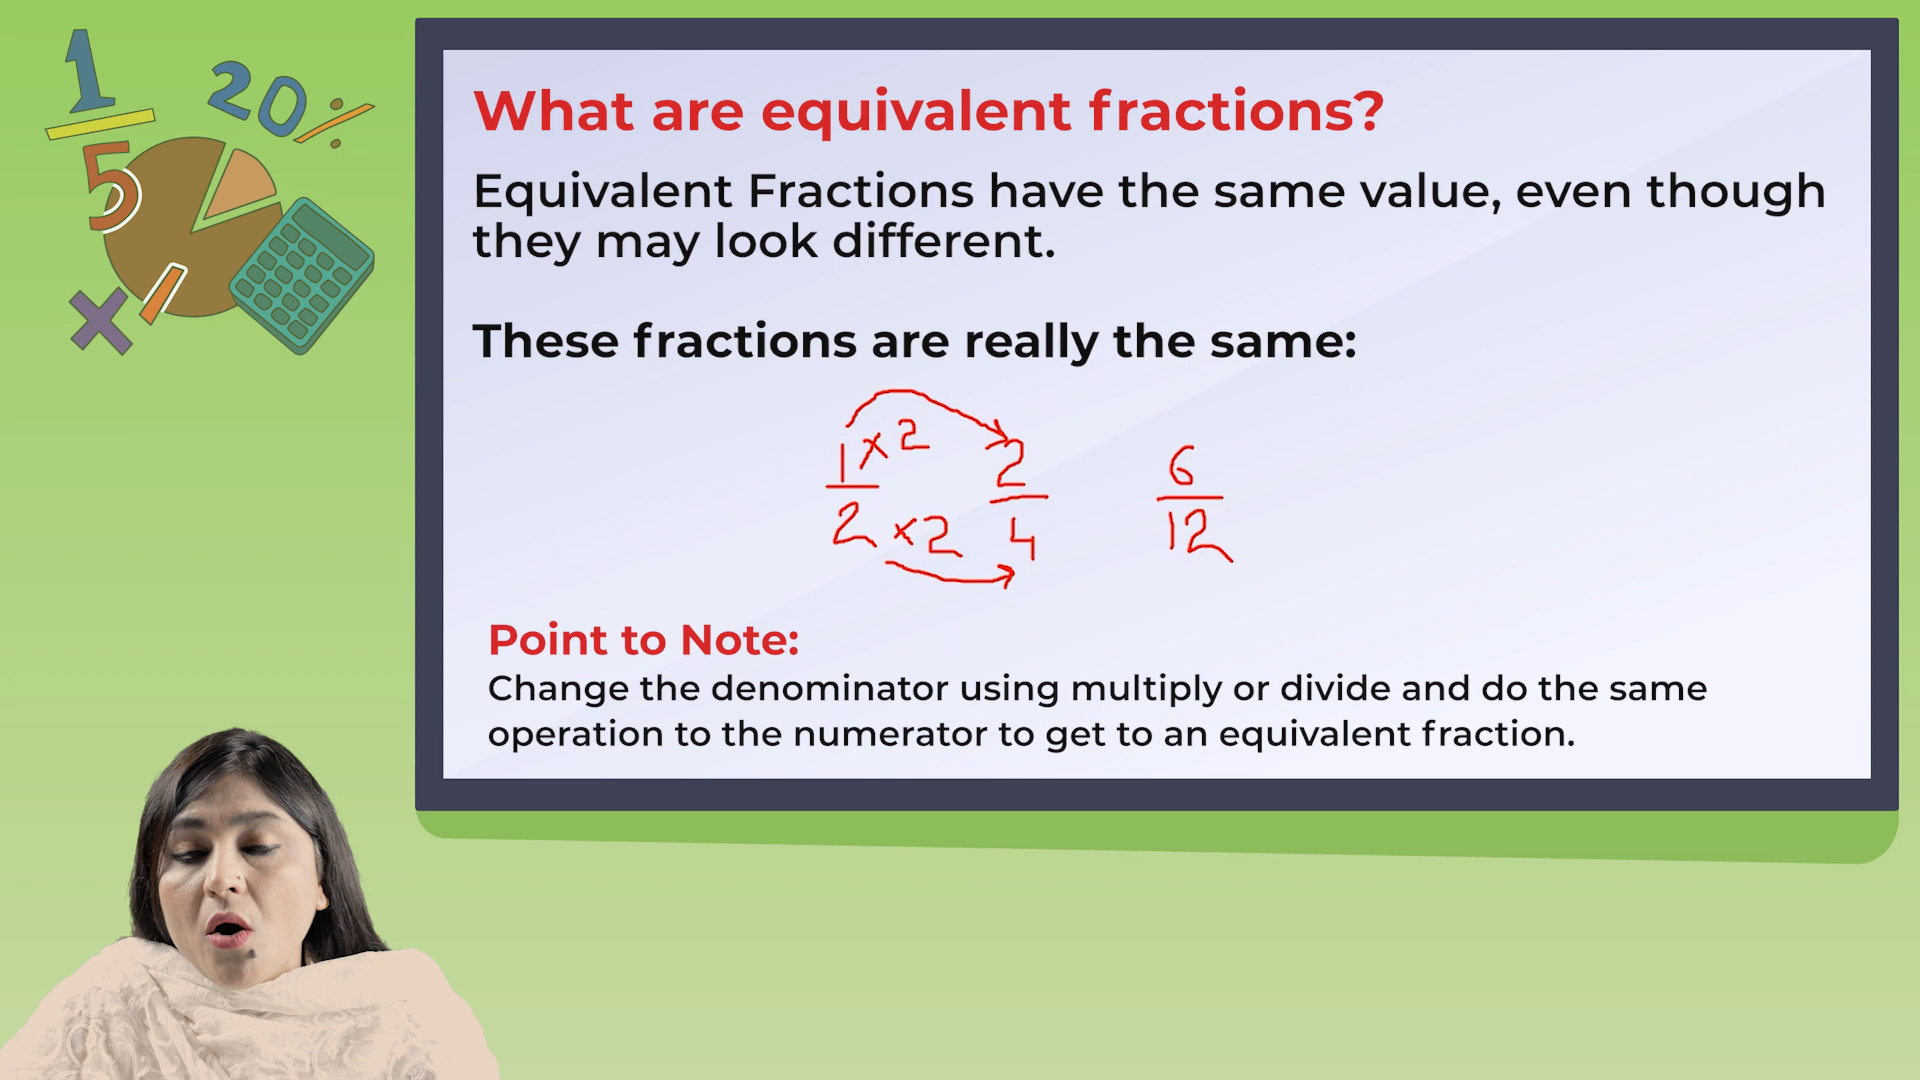 1
5
20%
×
What are equivalent fractions?
Equivalent Fractions have the same value, even though
they may look different.
These fractions are really the same:
1 × 2 2 6
2 × 2 4 12
Point to Note:
Change the denominator using multiply or divide and do the same
operation to the numerator to get to an equivalent fraction.